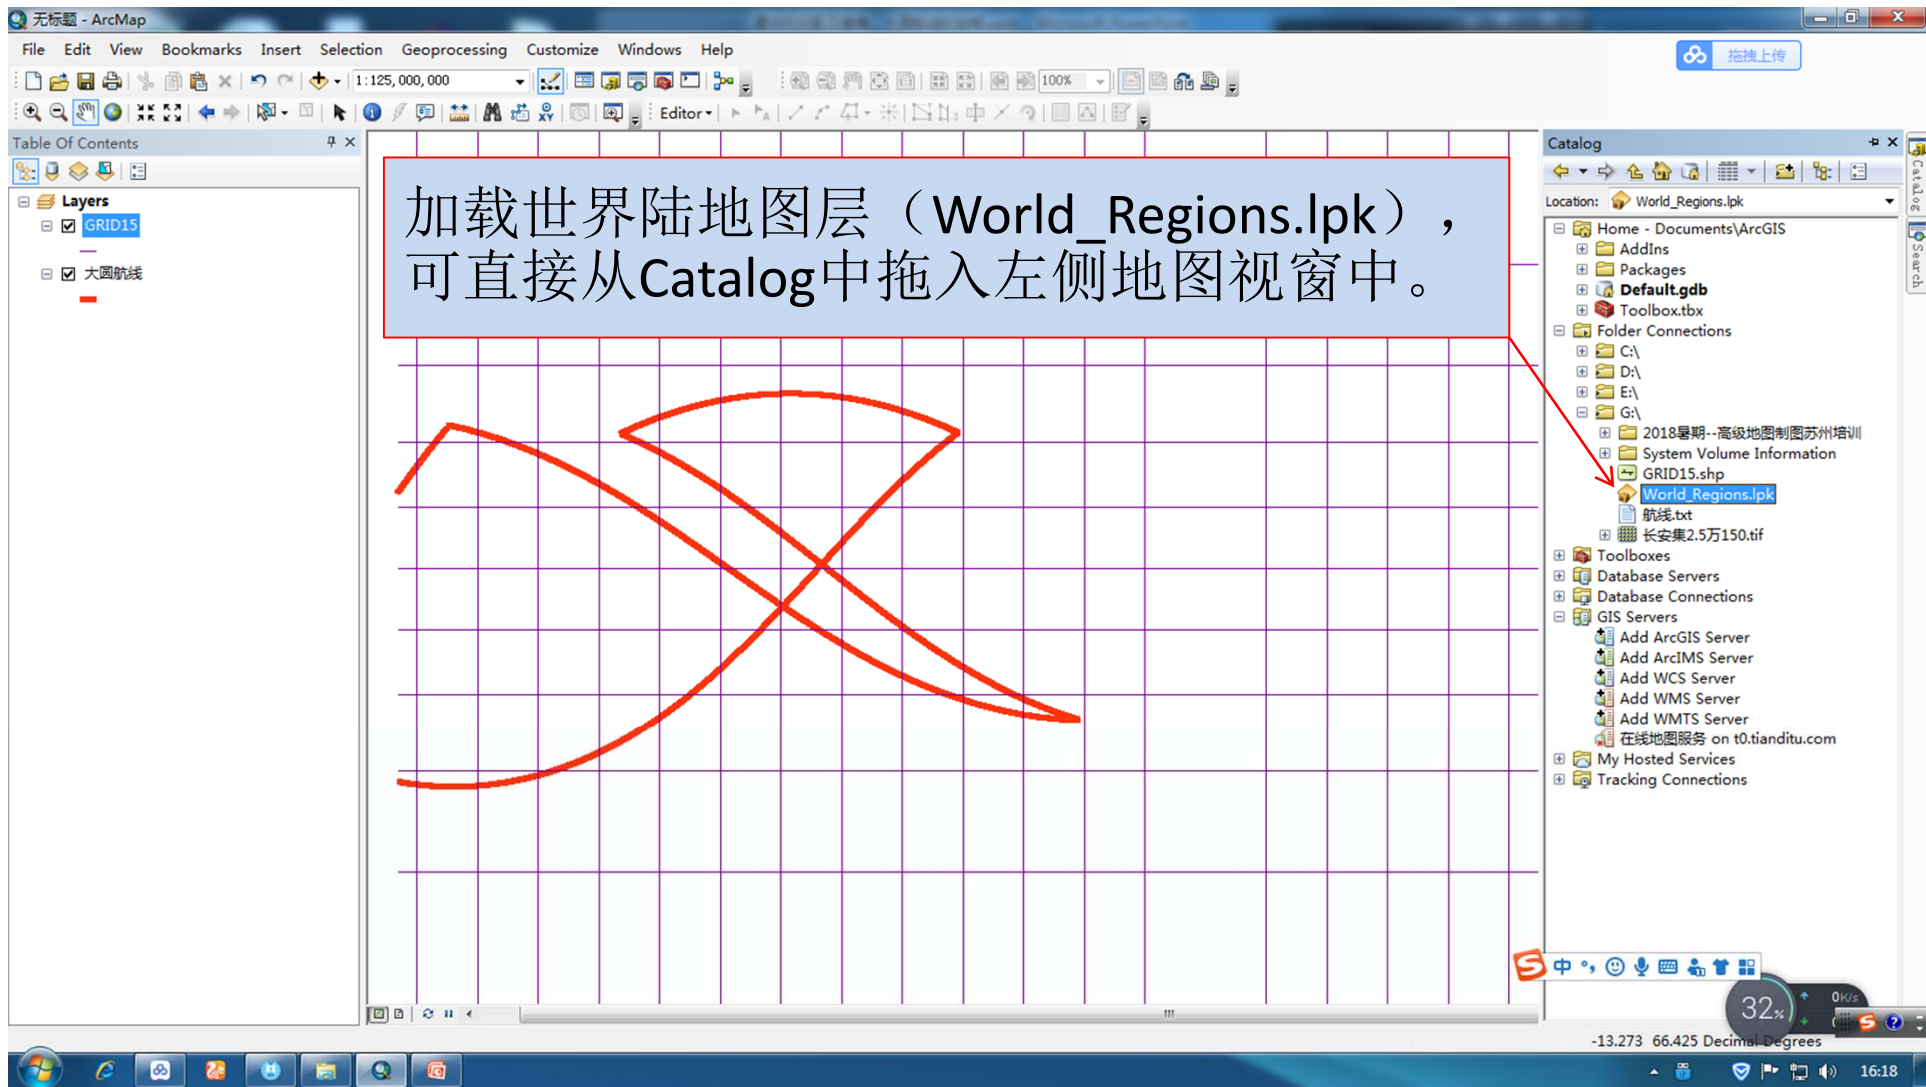 无标题 - ArcMap
File Edit View Bookmarks Insert Selection Geoprocessing Customize Windows Help
拖拽上传
1:125,000,000
100%
Editor
Table Of Contents
Layers
GRID15
大圆航线
加载世界陆地图层（World_Regions.lpk），
可直接从Catalog中拖入左侧地图视窗中。
Catalog
Location: World_Regions.lpk
Home - Documents\ArcGIS
AddIns
Packages
Default.gdb
Toolbox.tbx
Folder Connections
C:\
D:\
E:\
G:\
2018暑期--高级地图制图苏州培训
System Volume Information
GRID15.shp
World_Regions.lpk
航线.txt
长安集2.5万150.tif
Toolboxes
Database Servers
Database Connections
GIS Servers
Add ArcGIS Server
Add ArcIMS Server
Add WCS Server
Add WMS Server
Add WMTS Server
在线地图服务 on t0.tianditu.com
My Hosted Services
Tracking Connections
Catalog
Search
中
32%
0K/s
-13.273 66.425 Decimal Degrees
16:18